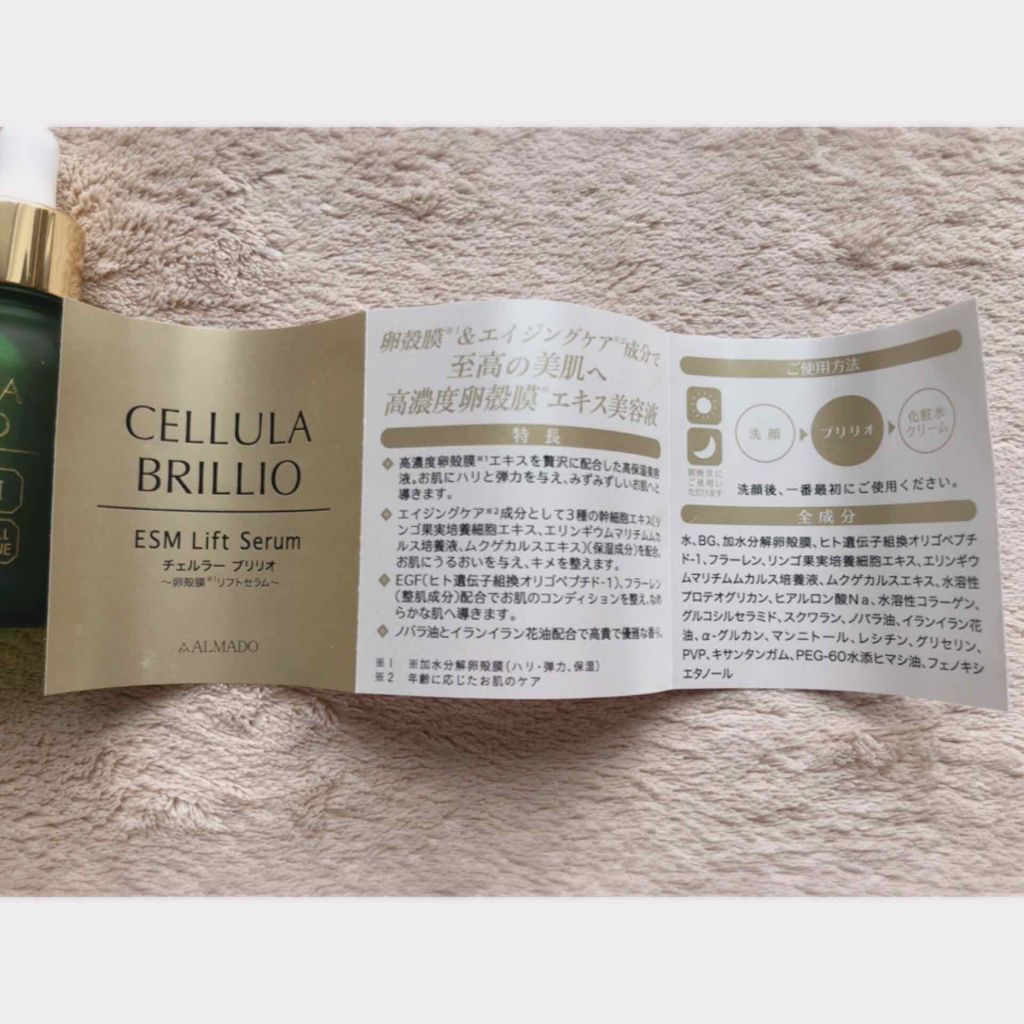 CELLULA
BRILLIO
ESM Lift Serum
チェルラー ブリリオ
～卵殻膜※1リフトセラム～
ALMADO
卵殻膜※1&エイジングケア※2成分で
至高の美肌へ
高濃度卵殻膜※エキス美容液
特長
高濃度卵殻膜※1エキスを贅沢に配合した高保湿美容
液。お肌にハリと弾力を与え、みずみずしいお肌へと
導きます。
エイジングケア※2成分として3種の幹細胞エキス(リ
ンゴ果実培養細胞エキス、エリンギウムマリチムムカ
ルス培養液、ムクゲカルスエキス)(保湿成分)を配合。
お肌にうるおいを与え、キメを整えます。
EGF(ヒト遺伝子組換オリゴペプチド-1)、フラーレン
(整肌成分)配合でお肌のコンディションを整え、なめ
らかな肌へ導きます。
ノバラ油とイランイラン花油配合で高貴で優雅な香り。
※1 ※加水分解卵殻膜(ハリ・弾力、保湿)
※2 年齢に応じたお肌のケア
ご使用方法
朝晩共に
ご使用い
ただけます
洗顔
ブリリオ
化粧水
クリーム
洗顔後、一番最初にご使用ください。
全成分
水、BG、加水分解卵殻膜、ヒト遺伝子組換オリゴペプチ
ド-1、フラーレン、リンゴ果実培養細胞エキス、エリンギウ
ムマリチムムカルス培養液、ムクゲカルスエキス、水溶性
プロテオグリカン、ヒアルロン酸Na、水溶性コラーゲン、
グルコシルセラミド、スクワラン、ノバラ油、イランイラン花
油、α-グルカン、マンニトール、レシチン、グリセリン、
PVP、キサンタンガム、PEG-60水添ヒマシ油、フェノキシ
エタノール